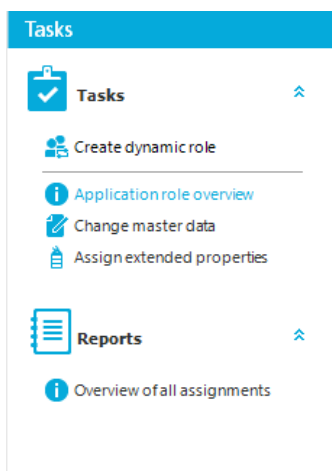 Tasks
Tasks
Create dynamic role
Application role overview
Change master data
Assign extended properties
Reports
Overview of all assignments